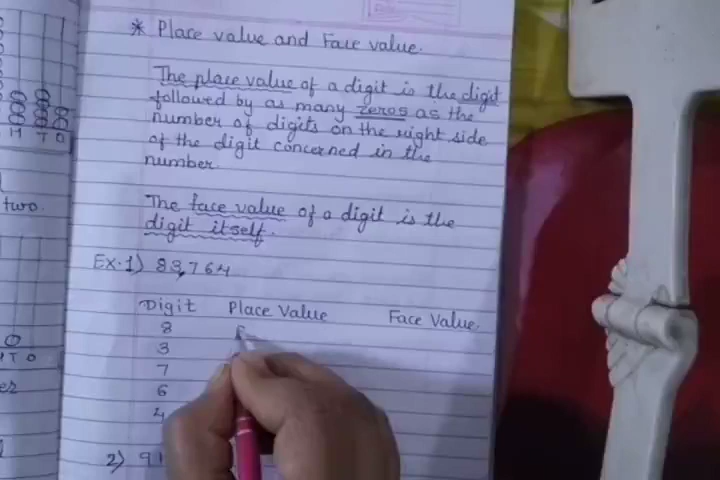 * Place value and Face value.
The place value of a digit is the digit
followed by as many zeros as the
number of digits on the right side
of the digit concerned in the
number.
The face value of a digit is the
digit itself.
Ex.1) 83,764
Digit Place Value Face Value
8
3
7
6
4
2) 91
H T O
two.
T O